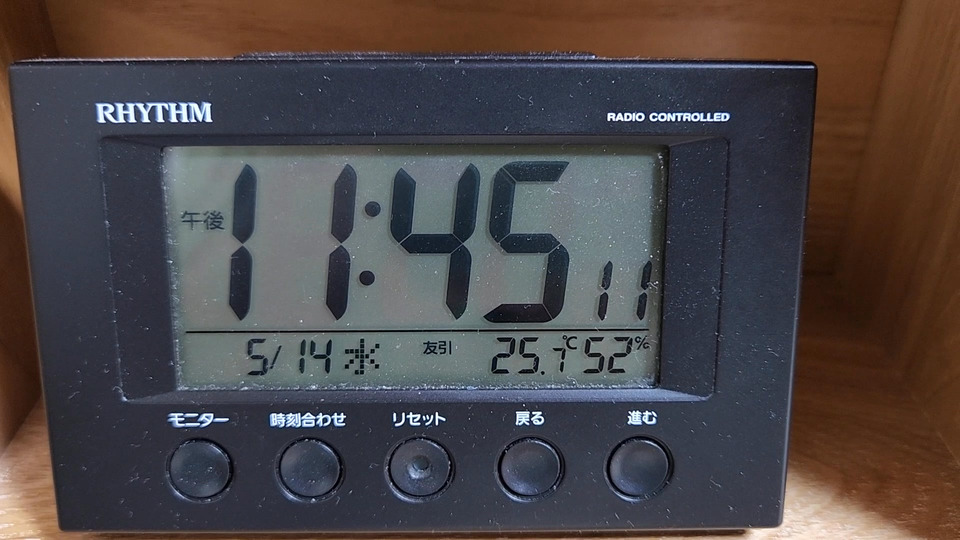 RHYTHM RADIO CONTROLLED
午後 11:45 11
5/14 水 友引 25.7℃ 52%
モニター 時刻合わせ リセット 戻る 進む